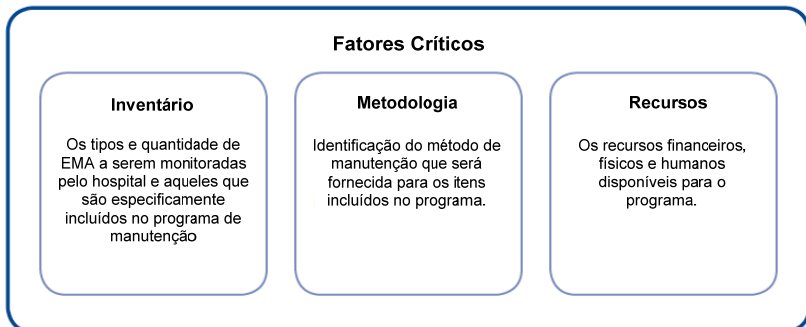 Fatores Críticos
Inventário
Os tipos e quantidade de
EMA a serem monitoradas
pelo hospital e aqueles que
são especificamente
incluídos no programa de
manutenção
Metodologia
Identificação do método de
manutenção que será
fornecida para os itens
incluídos no programa.
Recursos
Os recursos financeiros,
físicos e humanos
disponíveis para o
programa.